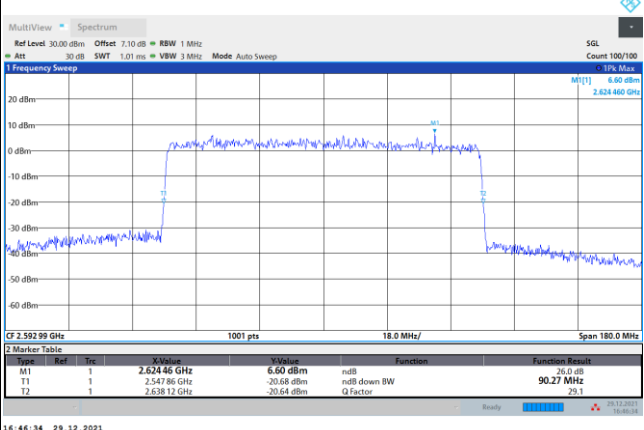 MultiView Spectrum
Ref Level 30.00 dBm Offset 7.10 dB RBW 1 MHz SGL
Att 30 dB SWT 1.01 ms VBW 3 MHz Mode Auto Sweep Count 100/100
1 Frequency Sweep 1Pk Max
M1[1] 6.60 dBm
2.624 460 GHz
20 dBm
10 dBm
M1
0 dBm
-10 dBm
T1 T2
-20 dBm
-30 dBm
-40 dBm
-50 dBm
-60 dBm
CF 2.592 99 GHz 1001 pts 18.0 MHz/ Span 180.0 MHz
2 Marker Table
Type Ref Trc X-Value Y-Value Function Function Result
M1 1 2.624 46 GHz 6.60 dBm ndB 26.0 dB
T1 1 2.547 86 GHz -20.68 dBm ndB down BW 90.27 MHz
T2 1 2.638 12 GHz -20.64 dBm Q Factor 29.1
Ready 29.12.2021
16:46:34
16:46:34 29.12.2021